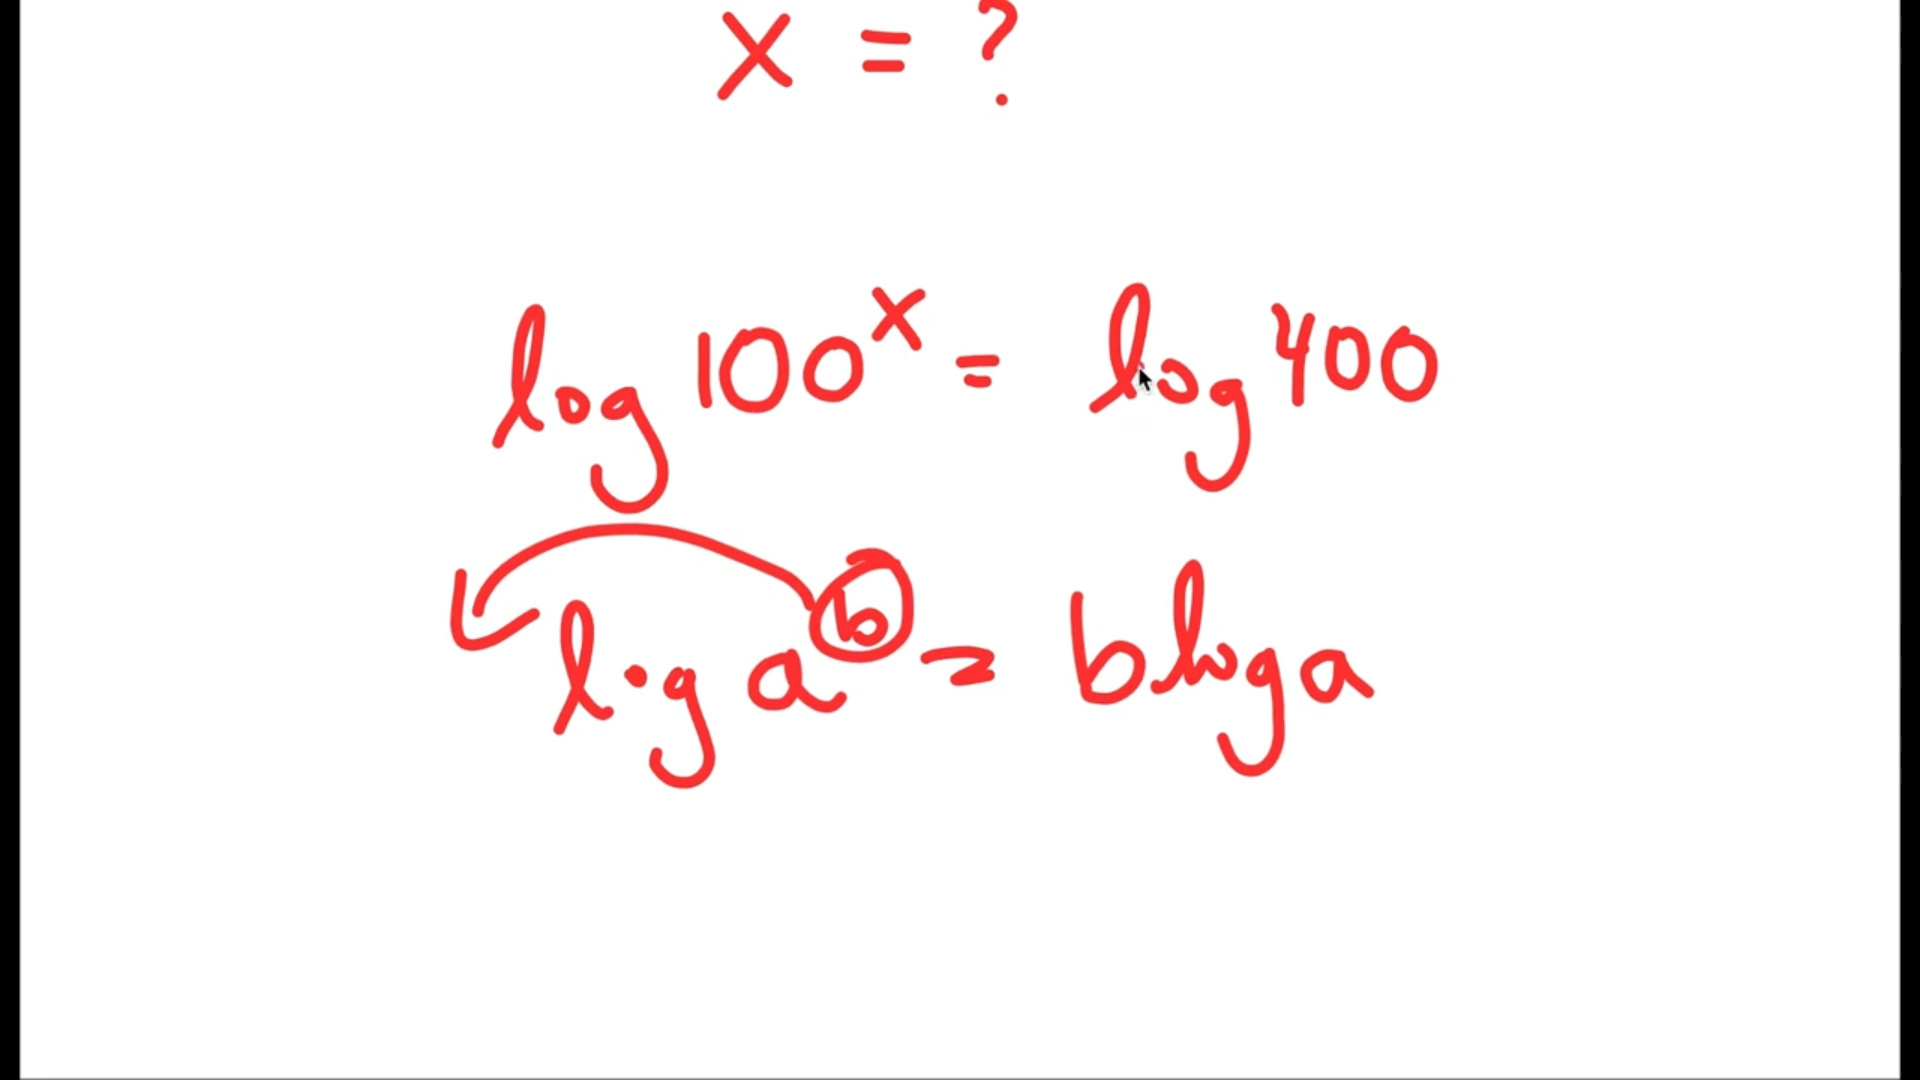 x = ?
log 100^x = log 400
log a^b = b log a